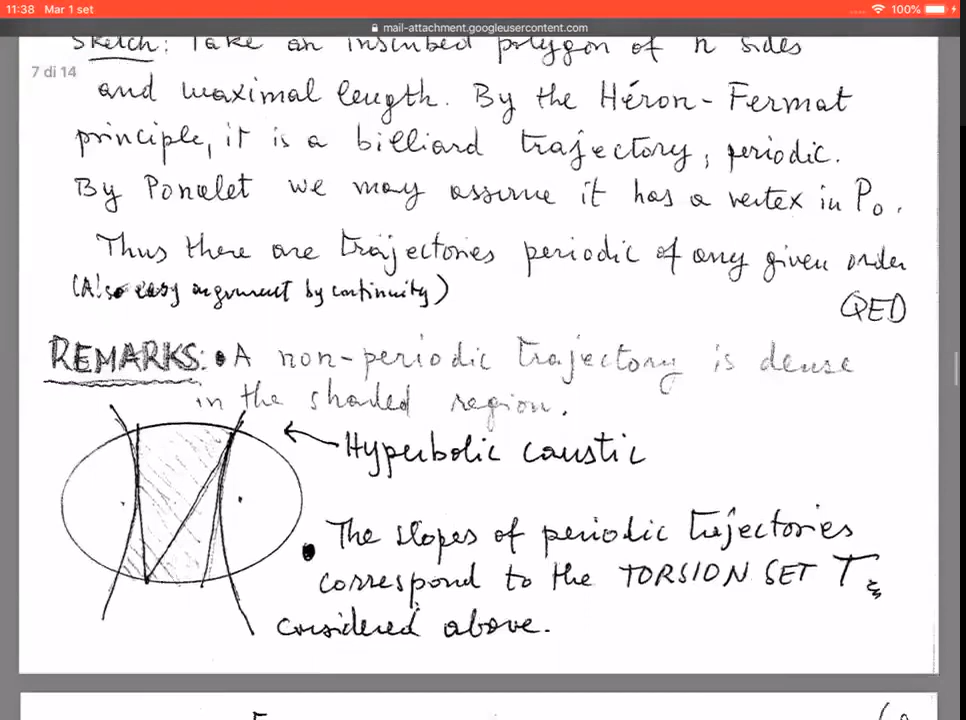 11:38 Mar 1 set
100%
mail-attachment.googleusercontent.com
Sketch: Take an inscribed polygon of n sides
7 di 14
and maximal length. By the Héron-Fermat
principle, it is a billiard trajectory, periodic.
By Poncelet we may assume it has a vertex in P₀.
Thus there are trajectories periodic of any given order
(Also easy argument by continuity)
QED
REMARKS: • A non-periodic trajectory is dense
in the shaded region.
Hyperbolic caustic
• The slopes of periodic trajectories
correspond to the TORSION SET T_ξ
considered above.